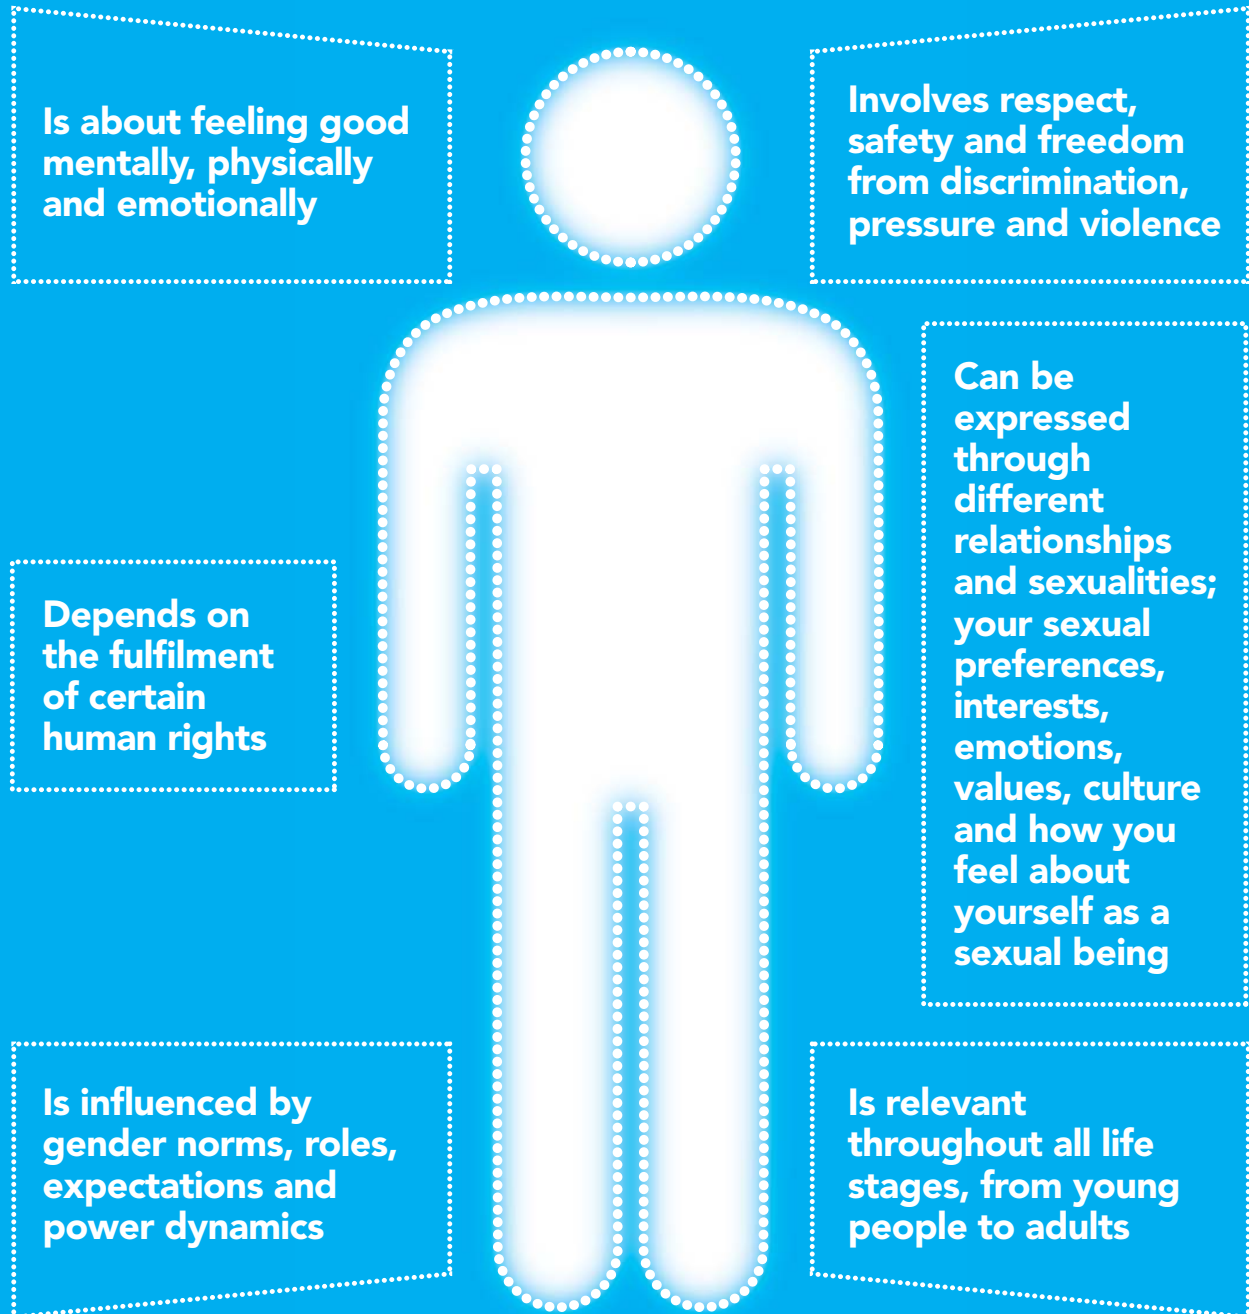 Is about feeling good
mentally, physically
and emotionally
Involves respect,
safety and freedom
from discrimination,
pressure and violence
Can be
expressed
through
different
relationships
and sexualities;
your sexual
preferences,
interests,
emotions,
values, culture
and how you
feel about
yourself as a
sexual being
Depends on
the fulfilment
of certain
human rights
Is influenced by
gender norms, roles,
expectations and
power dynamics
Is relevant
throughout all life
stages, from young
people to adults